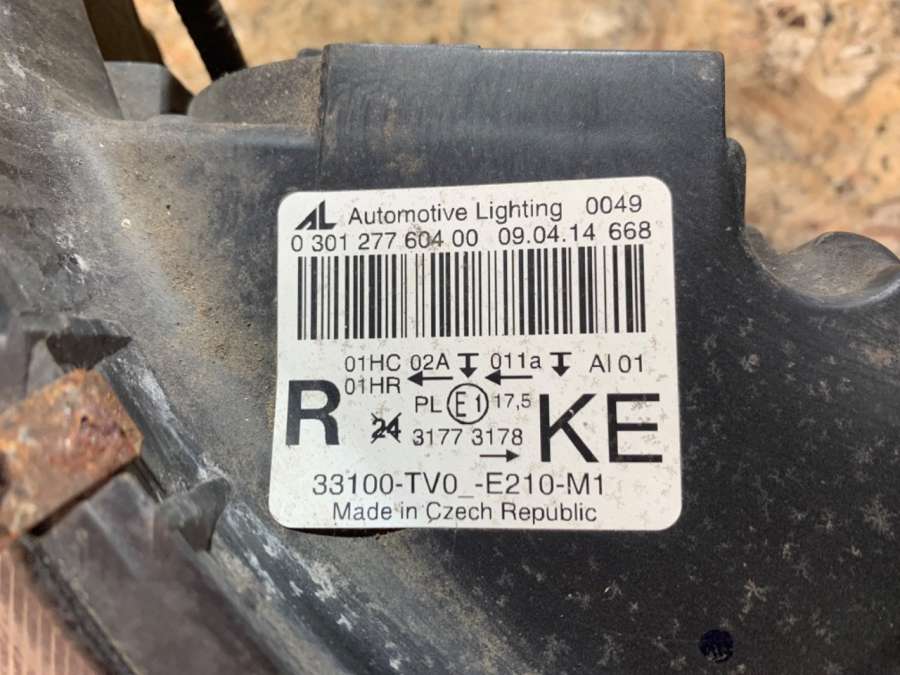 AL Automotive Lighting 0049
0 301 277 604 00 09.04.14 668
01HC 02A 011a AI 01
01HR
R PL E1 17,5 KE
24 3177 3178
33100-TV0_-E210-M1
Made in Czech Republic